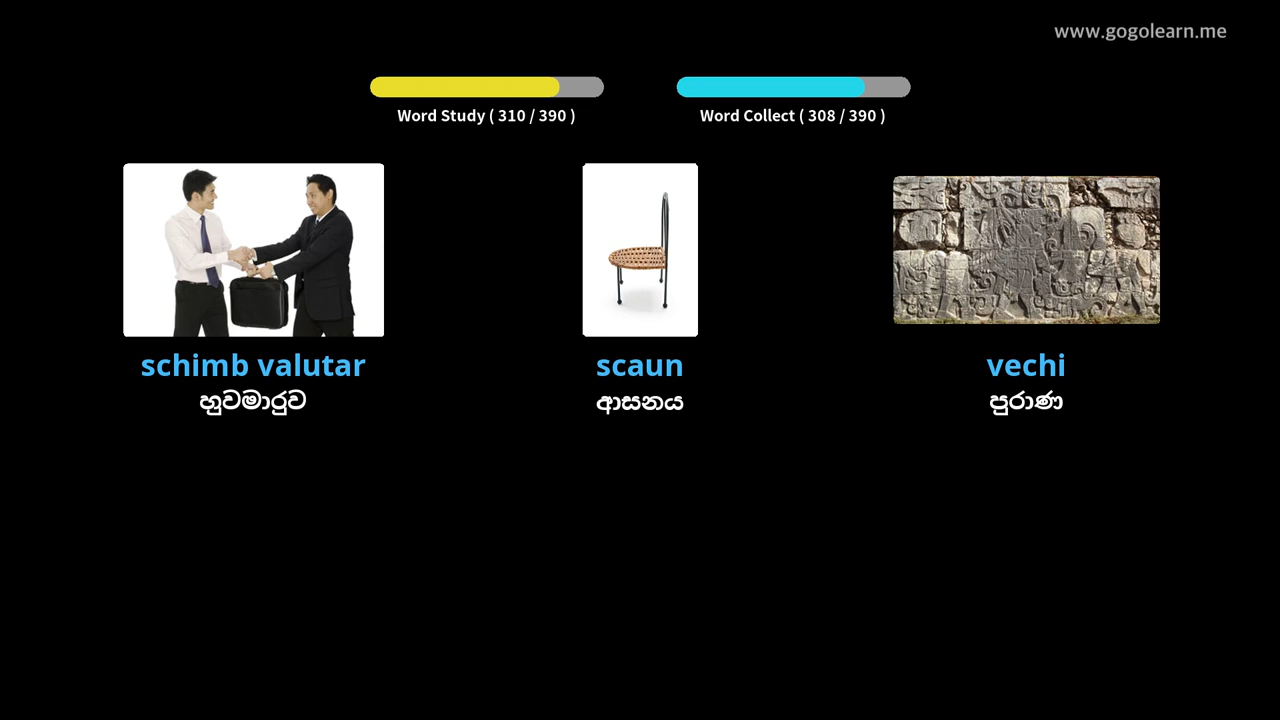 www.gogolearn.me
Word Study ( 310 / 390 )
Word Collect ( 308 / 390 )
schimb valutar
හුවමාරුව
scaun
ආසනය
vechi
පුරාණ